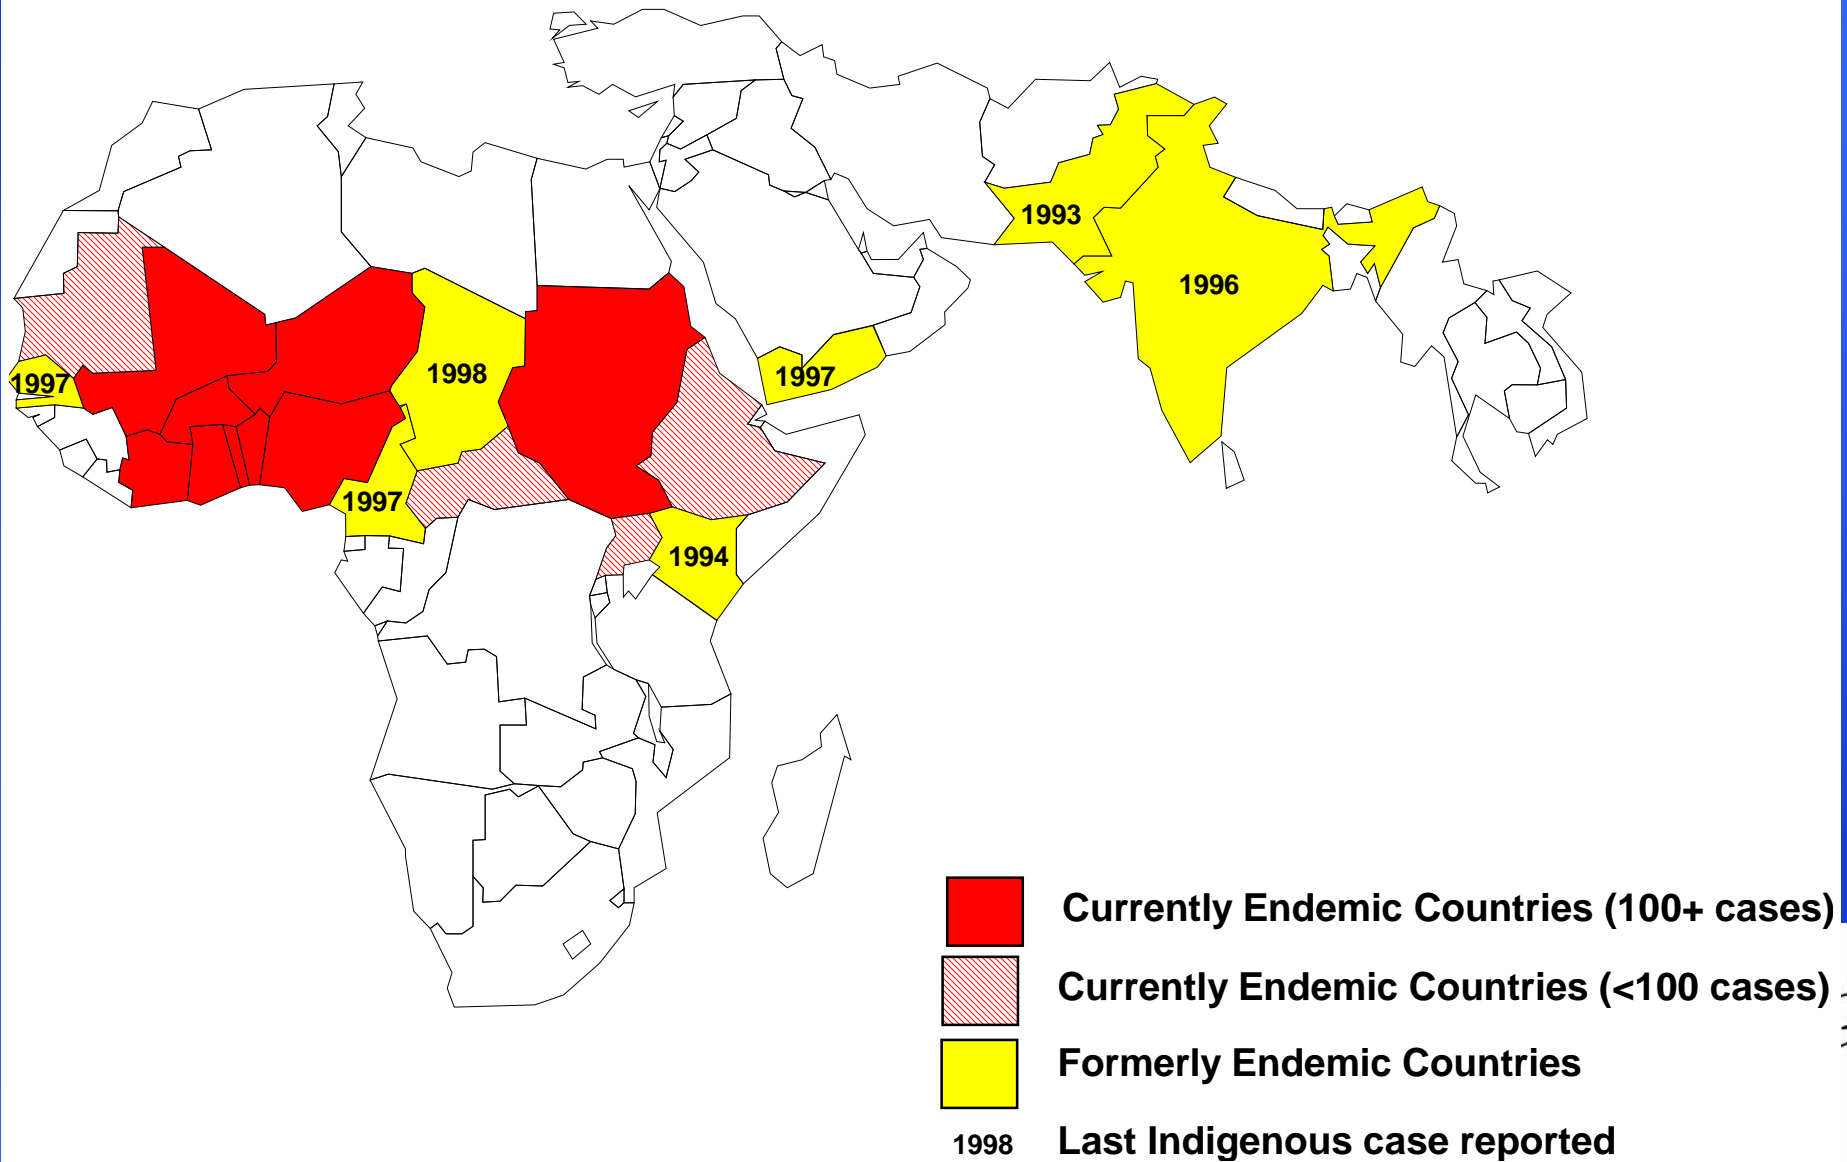 1993
1996
1997
1998
1997
1997
1994
Currently Endemic Countries (100+ cases)
Currently Endemic Countries (<100 cases)
Formerly Endemic Countries
1998 Last Indigenous case reported